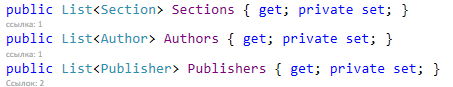 public List<Section> Sections { get; private set; }
ссылка: 1
public List<Author> Authors { get; private set; }
ссылка: 1
public List<Publisher> Publishers { get; private set; }
Ссылок: 2